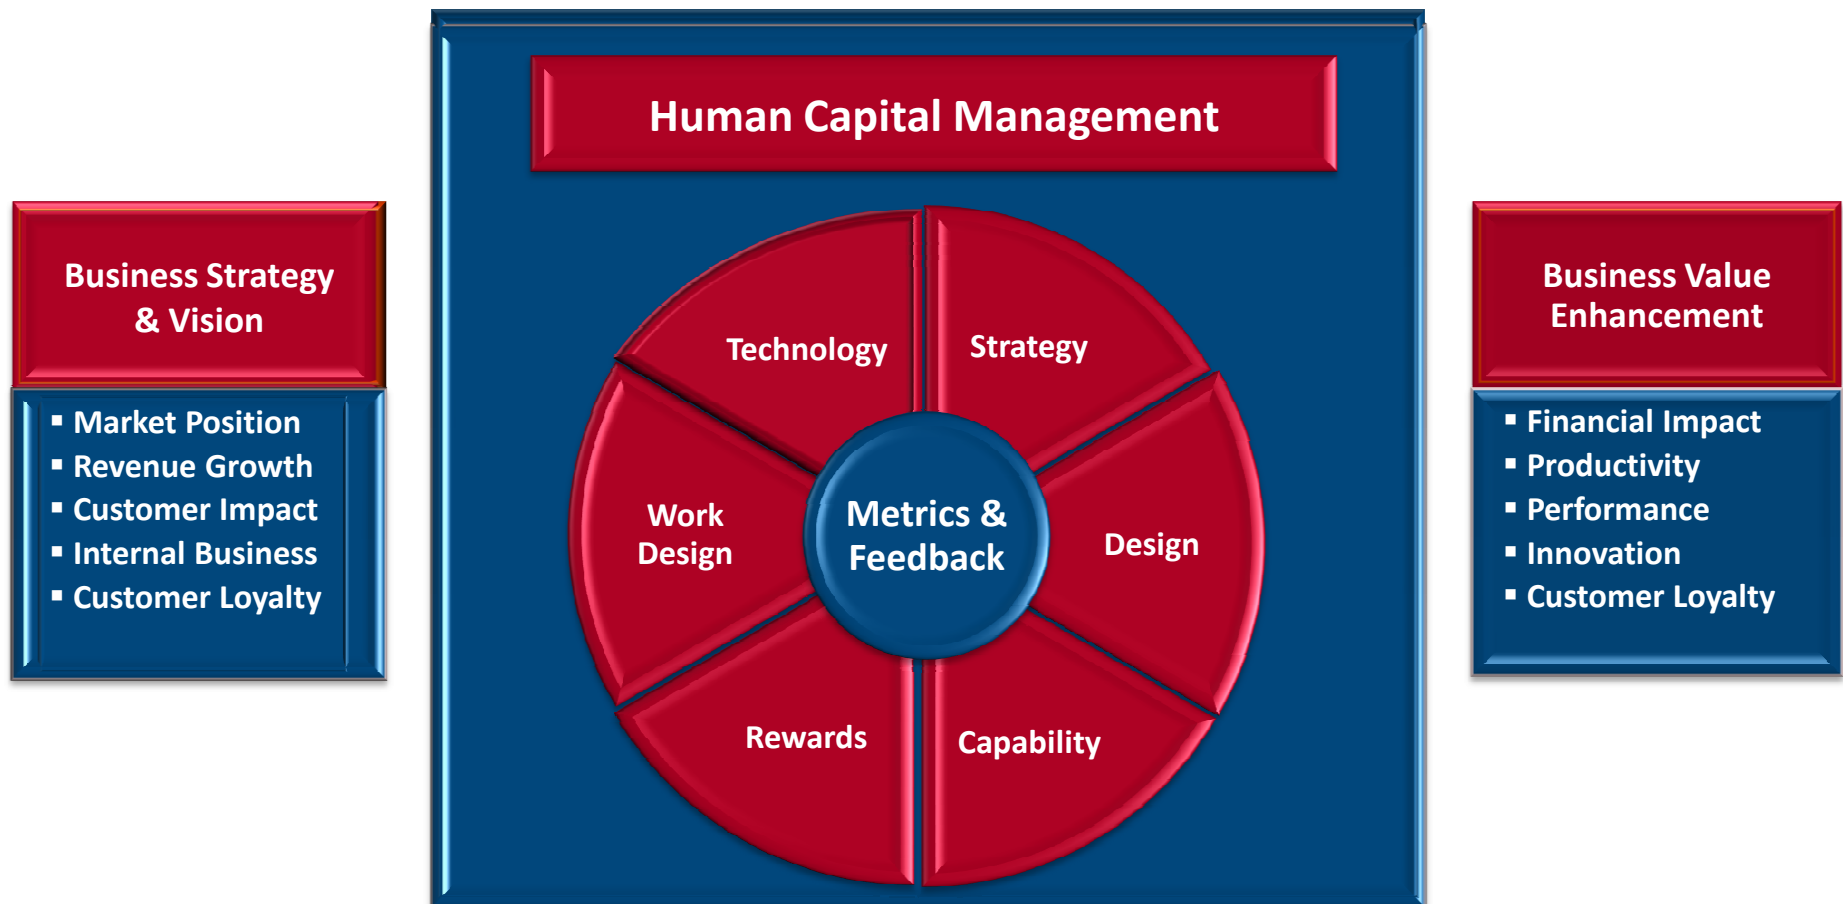 Human Capital Management
Business Strategy
& Vision
▪ Market Position
▪ Revenue Growth
▪ Customer Impact
▪ Internal Business
▪ Customer Loyalty
Technology
Strategy
Work
Design
Metrics &
Feedback
Design
Rewards
Capability
Business Value
Enhancement
▪ Financial Impact
▪ Productivity
▪ Performance
▪ Innovation
▪ Customer Loyalty